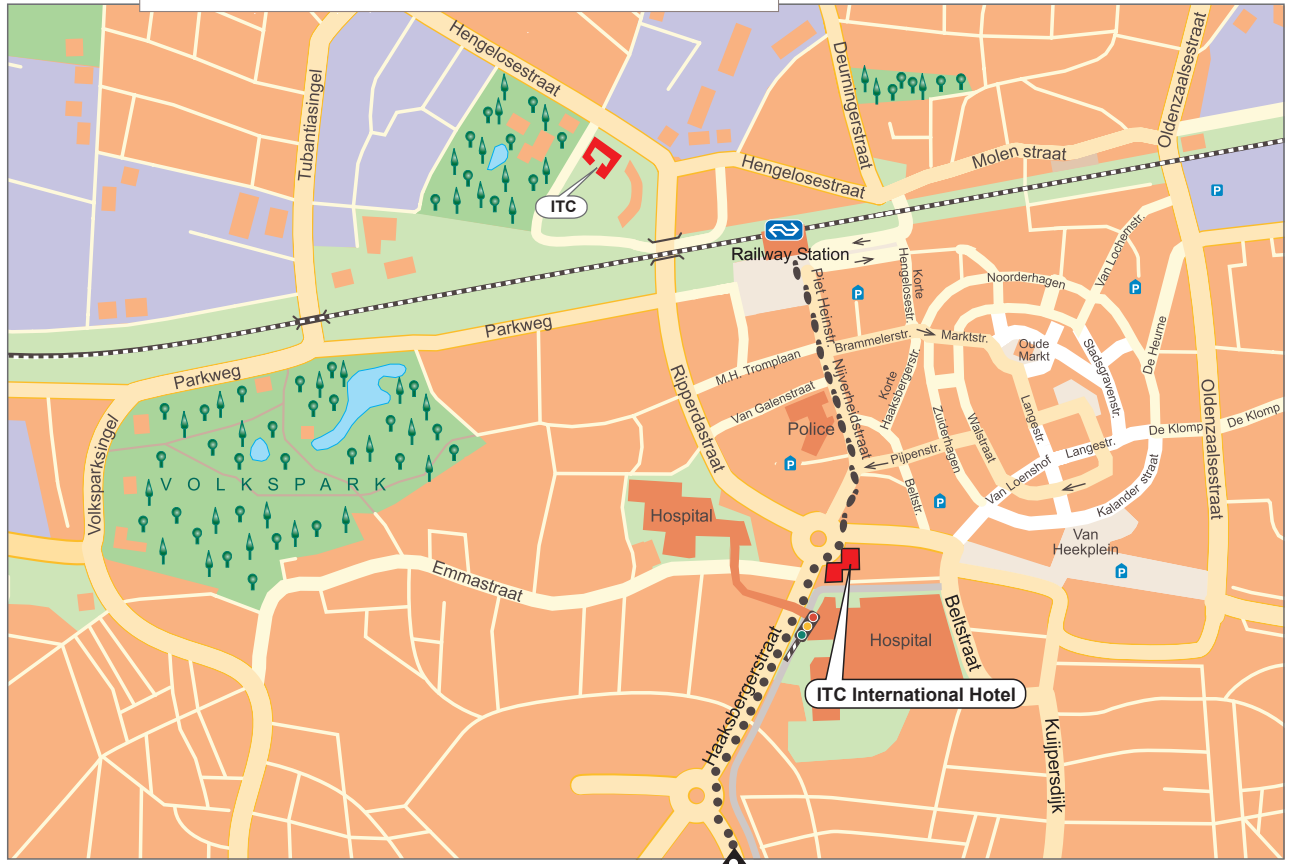 Hengelosestraat
Deurningerstraat
Oldenzaalsestraat
Tubantiasingel
Hengelosestraat
Molen straat
ITC
P
Railway Station
Piet Heinstr.
Korte
Hengelosestr.
Noorderhagen
Van Lochemstr.
P
P
Parkweg
Brammelerstr.
Marktstr.
Oude
Markt
Stadsgravenstr.
De Heurne
Parkweg
M.H. Tromplaan
Ripperdastraat
Van Galenstraat
Nijverheidstraat
Korte
Haaksbergerstr.
Oldenzaalsestraat
Volksparksingel
Police
Zuiderhagen
Walstraat
Langestr.
De Klomp
De Klomp
P
Pijpenstr.
Langestr.
VOLKSPARK
Beltstr.
P
Van Loenshof
Kalander straat
Hospital
Van
Heekplein
P
Emmastraat
Beltstraat
Hospital
Haaksbergerstraat
ITC International Hotel
Kuijpersdijk